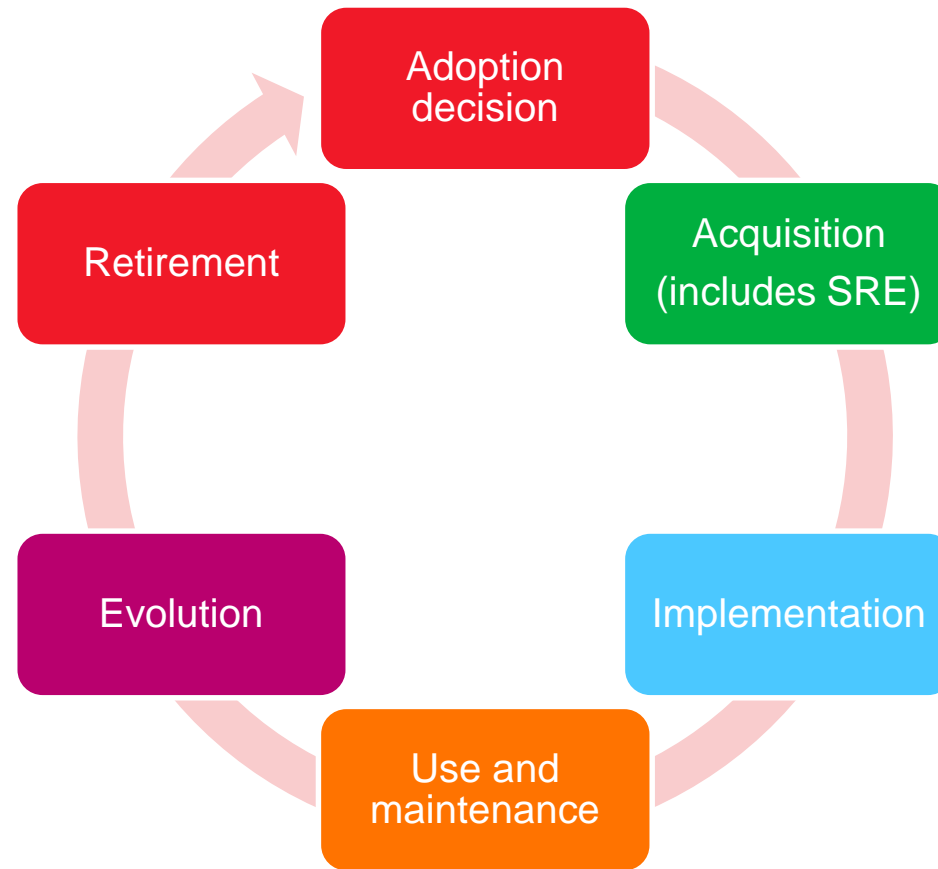 Adoption
decision
Acquisition
(includes SRE)
Implementation
Use and
maintenance
Evolution
Retirement